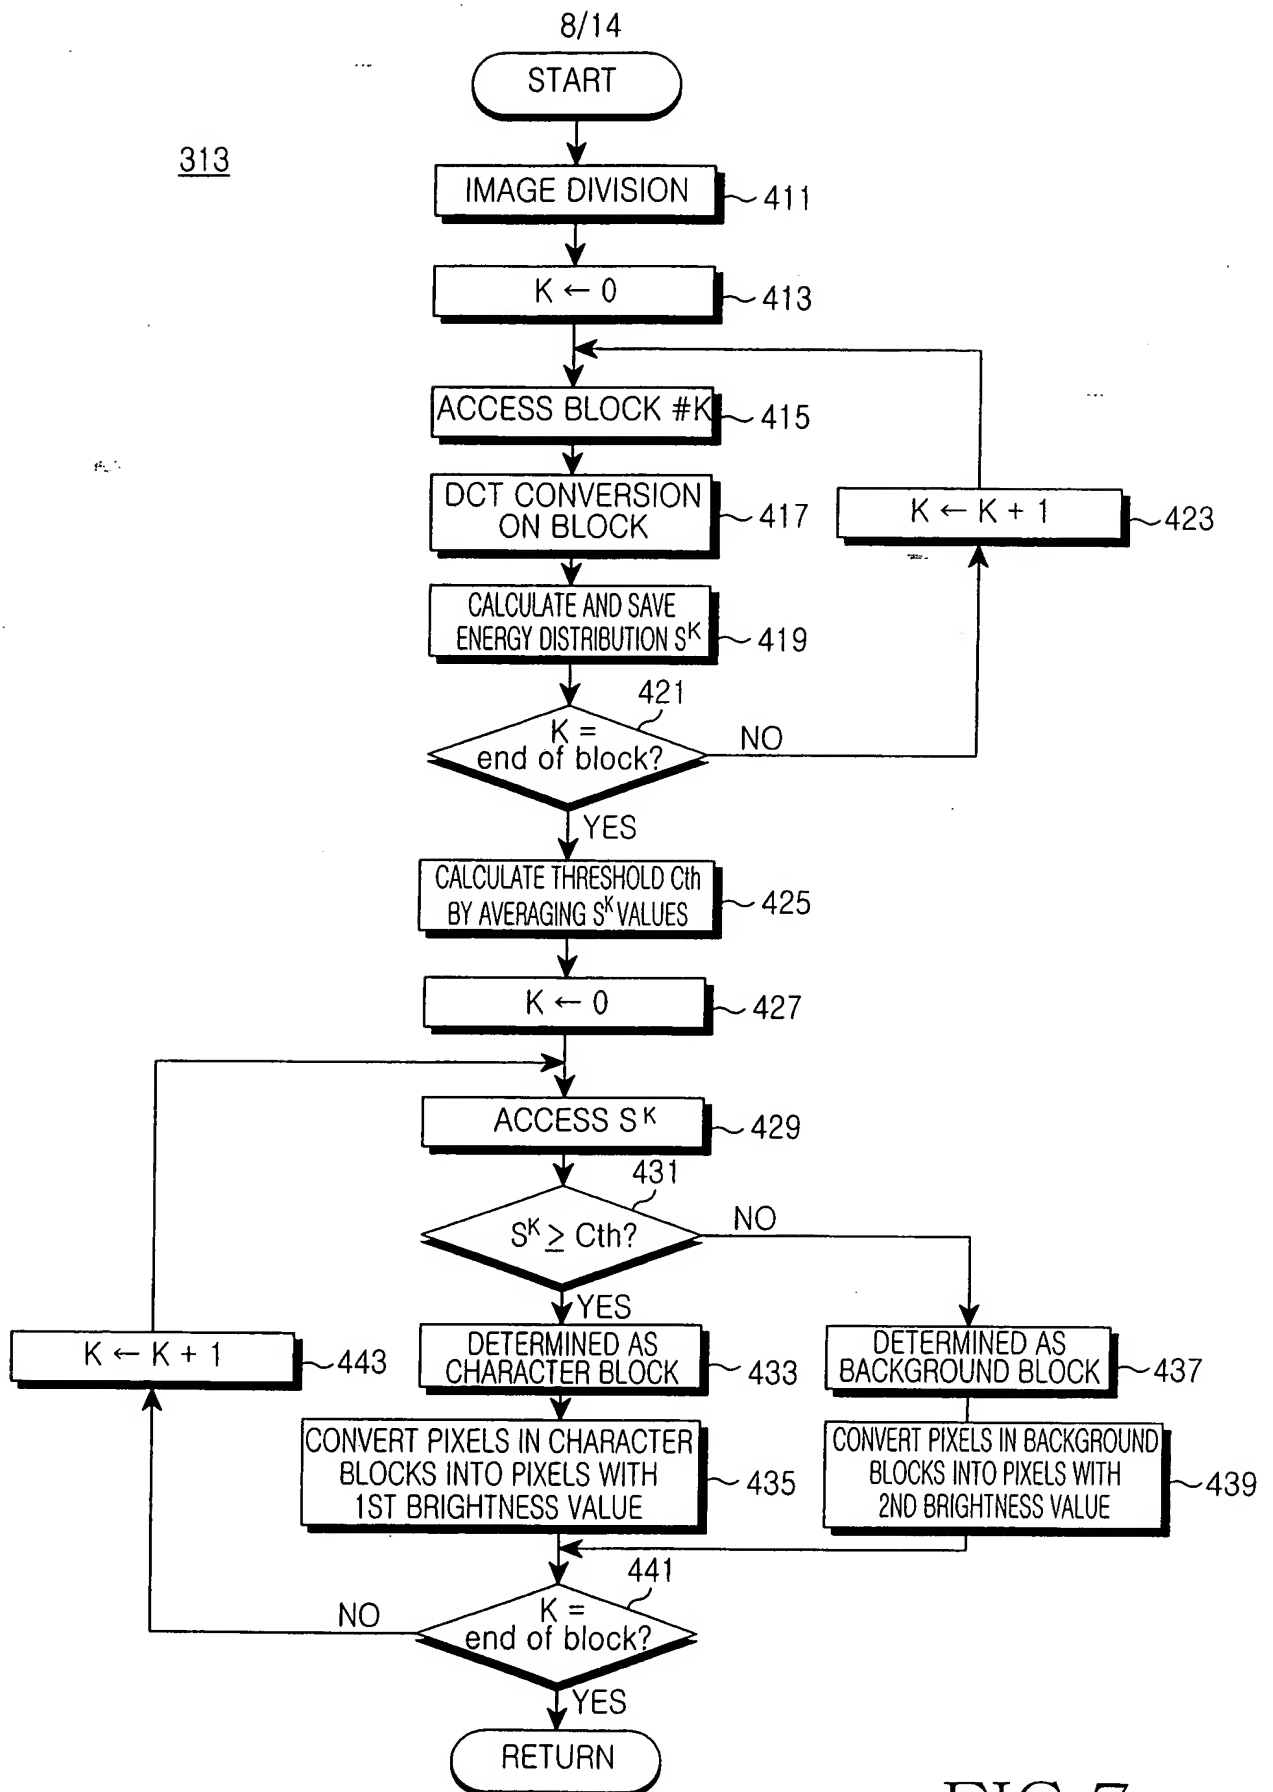 8/14
START
313
IMAGE DIVISION
411
K ← 0
413
ACCESS BLOCK #K
415
DCT CONVERSION
ON BLOCK
417
K ← K + 1
423
CALCULATE AND SAVE
ENERGY DISTRIBUTION S^K
419
421
K =
end of block?
NO
YES
CALCULATE THRESHOLD Cth
BY AVERAGING S^K VALUES
425
K ← 0
427
ACCESS S^K
429
431
S^K ≥ Cth?
NO
YES
K ← K + 1
443
DETERMINED AS
CHARACTER BLOCK
433
DETERMINED AS
BACKGROUND BLOCK
437
CONVERT PIXELS IN CHARACTER
BLOCKS INTO PIXELS WITH
1ST BRIGHTNESS VALUE
435
CONVERT PIXELS IN BACKGROUND
BLOCKS INTO PIXELS WITH
2ND BRIGHTNESS VALUE
439
441
K =
end of block?
NO
YES
RETURN